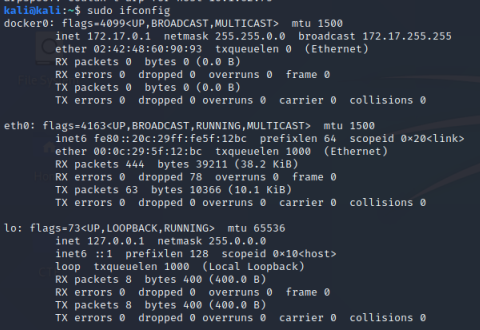 kali@kali:~$ sudo ifconfig
docker0: flags=4099<UP,BROADCAST,MULTICAST>  mtu 1500
        inet 172.17.0.1  netmask 255.255.0.0  broadcast 172.17.255.255
        ether 02:42:48:60:90:93  txqueuelen 0  (Ethernet)
        RX packets 0  bytes 0 (0.0 B)
        RX errors 0  dropped 0  overruns 0  frame 0
        TX packets 0  bytes 0 (0.0 B)
        TX errors 0  dropped 0 overruns 0  carrier 0  collisions 0

eth0: flags=4163<UP,BROADCAST,RUNNING,MULTICAST>  mtu 1500
        inet6 fe80::20c:29ff:fe5f:12bc  prefixlen 64  scopeid 0×20<link>
        ether 00:0c:29:5f:12:bc  txqueuelen 1000  (Ethernet)
        RX packets 444  bytes 39211 (38.2 KiB)
        RX errors 0  dropped 78  overruns 0  frame 0
        TX packets 63  bytes 10366 (10.1 KiB)
        TX errors 0  dropped 0 overruns 0  carrier 0  collisions 0

lo: flags=73<UP,LOOPBACK,RUNNING>  mtu 65536
        inet 127.0.0.1  netmask 255.0.0.0
        inet6 ::1  prefixlen 128  scopeid 0×10<host>
        loop  txqueuelen 1000  (Local Loopback)
        RX packets 8  bytes 400 (400.0 B)
        RX errors 0  dropped 0  overruns 0  frame 0
        TX packets 8  bytes 400 (400.0 B)
        TX errors 0  dropped 0 overruns 0  carrier 0  collisions 0